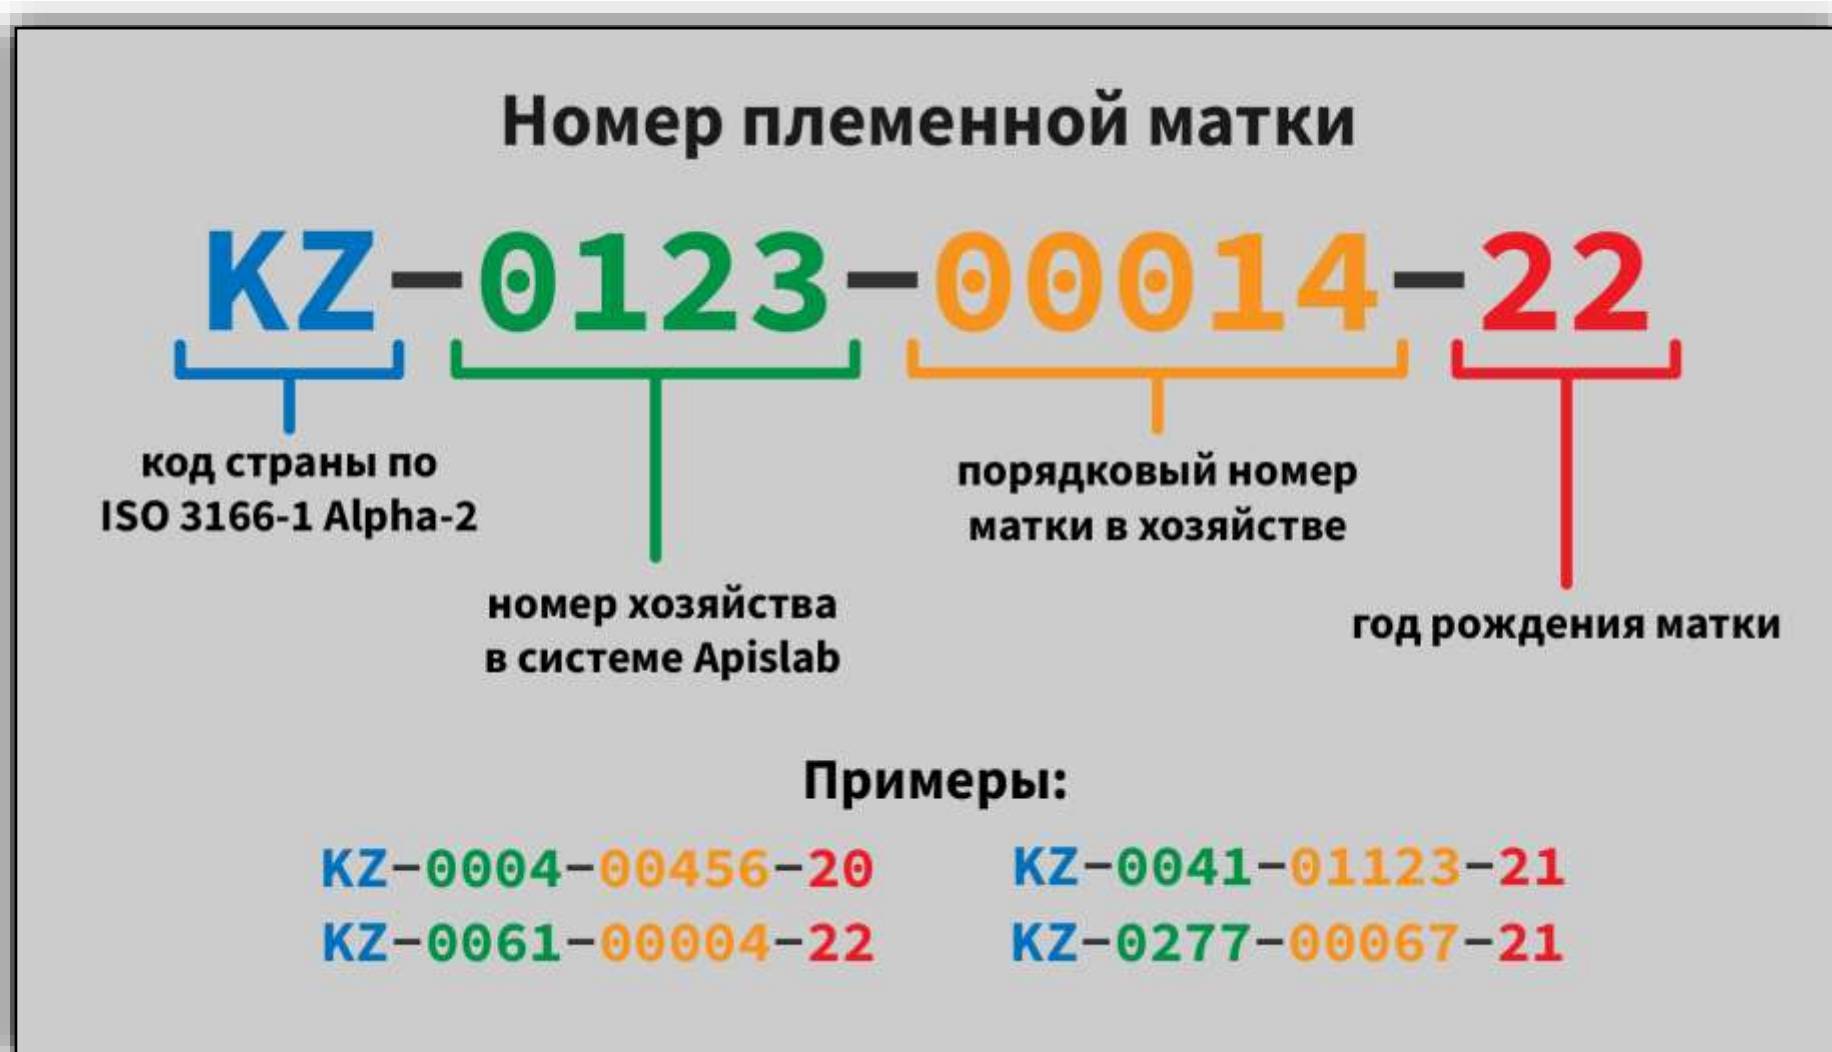 Номер племенной матки
KZ-0123-00014-22
код страны по
ISO 3166-1 Alpha-2
номер хозяйства
в системе Apislab
порядковый номер
матки в хозяйстве
год рождения матки
Примеры:
KZ-0004-00456-20
KZ-0041-01123-21
KZ-0061-00004-22
KZ-0277-00067-21